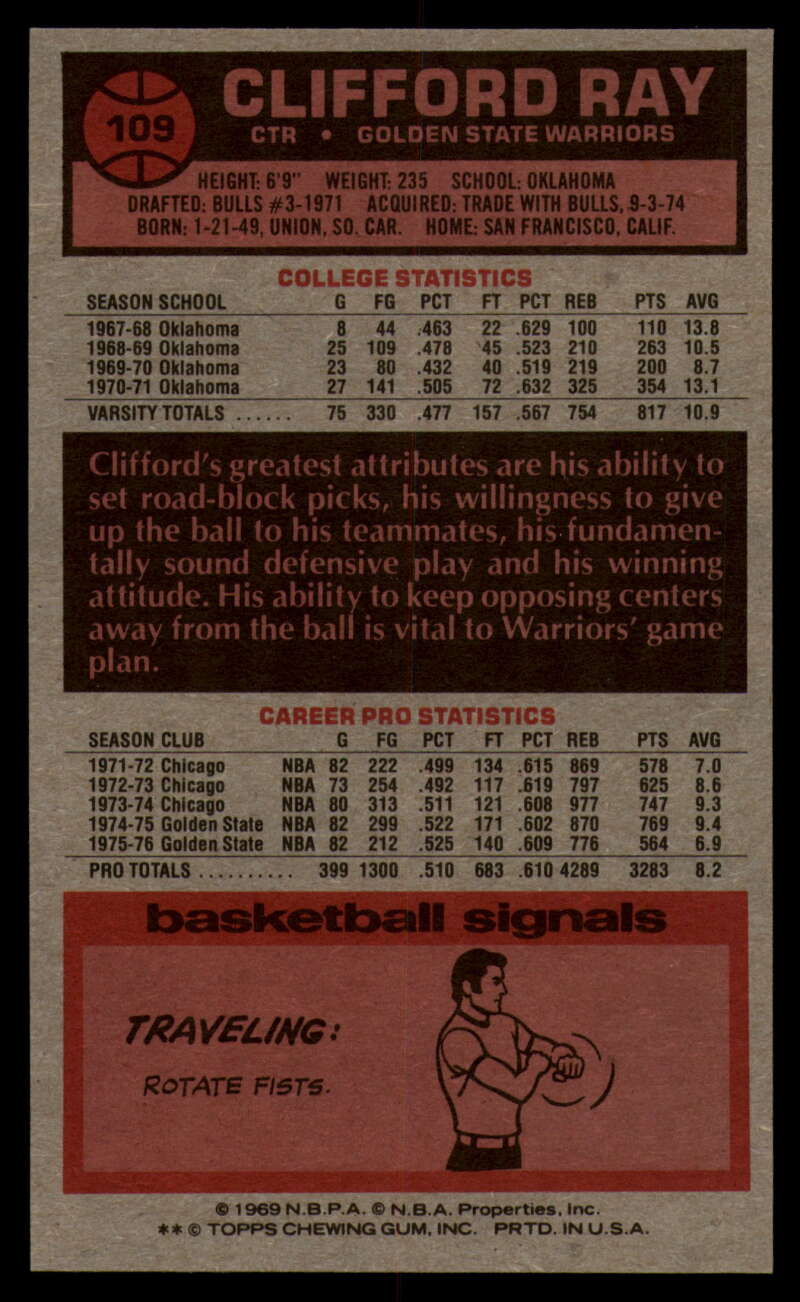 109
CLIFFORD RAY
CTR • GOLDEN STATE WARRIORS
HEIGHT: 6'9" WEIGHT: 235 SCHOOL: OKLAHOMA
DRAFTED: BULLS #3-1971 ACQUIRED: TRADE WITH BULLS, 9-3-74
BORN: 1-21-49, UNION, SO. CAR. HOME: SAN FRANCISCO, CALIF.
COLLEGE STATISTICS
SEASON SCHOOL G FG PCT FT PCT REB PTS AVG
1967-68 Oklahoma 8 44 .463 22 .629 100 110 13.8
1968-69 Oklahoma 25 109 .478 45 .523 210 263 10.5
1969-70 Oklahoma 23 80 .432 40 .519 219 200 8.7
1970-71 Oklahoma 27 141 .505 72 .632 325 354 13.1
VARSITY TOTALS ...... 75 330 .477 157 .567 754 817 10.9
Clifford's greatest attributes are his ability to
set road-block picks, his willingness to give
up the ball to his teammates, his fundamen-
tally sound defensive play and his winning
attitude. His ability to keep opposing centers
away from the ball is vital to Warriors' game
plan.
CAREER PRO STATISTICS
SEASON CLUB G FG PCT FT PCT REB PTS AVG
1971-72 Chicago NBA 82 222 .499 134 .615 869 578 7.0
1972-73 Chicago NBA 73 254 .492 117 .619 797 625 8.6
1973-74 Chicago NBA 80 313 .511 121 .608 977 747 9.3
1974-75 Golden State NBA 82 299 .522 171 .602 870 769 9.4
1975-76 Golden State NBA 82 212 .525 140 .609 776 564 6.9
PRO TOTALS .......... 399 1300 .510 683 .610 4289 3283 8.2
basketball signals
TRAVELING:
ROTATE FISTS.
© 1969 N.B.P.A. © N.B.A. Properties, Inc.
** © TOPPS CHEWING GUM, INC. PRTD. IN U.S.A.